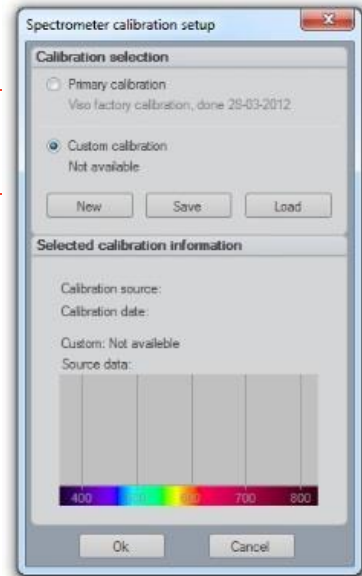 Spectrometer calibration setup
Calibration selection
Primary calibration
Viso factory calibration, done 28-03-2012
Custom calibration
Not available
New Save Load
Selected calibration information
Calibration source:
Calibration date:
Custom: Not availeble
Source data:
400 700 800
Ok Cancel